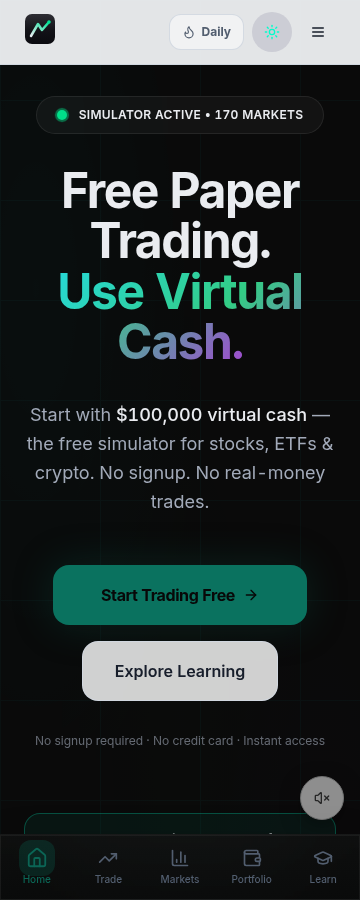 Daily
SIMULATOR ACTIVE • 170 MARKETS
Free Paper
Trading.
Use Virtual
Cash.
Start with $100,000 virtual cash —
the free simulator for stocks, ETFs &
crypto. No signup. No real-money
trades.
Start Trading Free →
Explore Learning
No signup required · No credit card · Instant access
Home Trade Markets Portfolio Learn